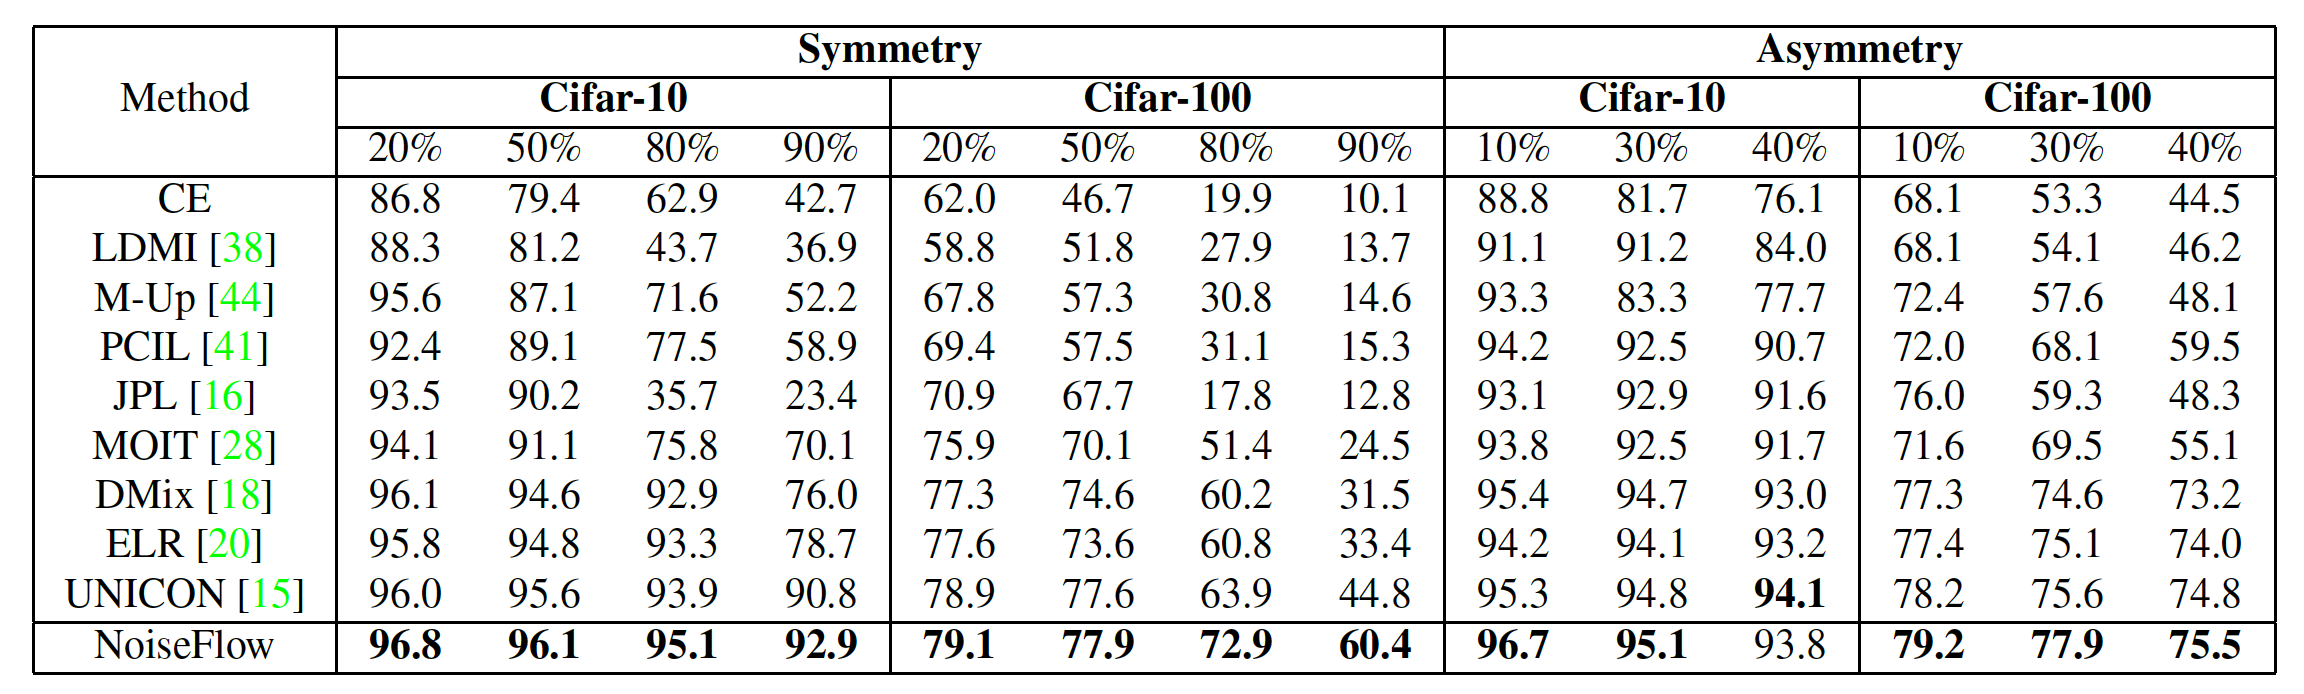 Symmetry Asymmetry
Method Cifar-10 Cifar-100 Cifar-10 Cifar-100
20% 50% 80% 90% 20% 50% 80% 90% 10% 30% 40% 10% 30% 40%
CE 86.8 79.4 62.9 42.7 62.0 46.7 19.9 10.1 88.8 81.7 76.1 68.1 53.3 44.5
LDMI [38] 88.3 81.2 43.7 36.9 58.8 51.8 27.9 13.7 91.1 91.2 84.0 68.1 54.1 46.2
M-Up [44] 95.6 87.1 71.6 52.2 67.8 57.3 30.8 14.6 93.3 83.3 77.7 72.4 57.6 48.1
PCIL [41] 92.4 89.1 77.5 58.9 69.4 57.5 31.1 15.3 94.2 92.5 90.7 72.0 68.1 59.5
JPL [16] 93.5 90.2 35.7 23.4 70.9 67.7 17.8 12.8 93.1 92.9 91.6 76.0 59.3 48.3
MOIT [28] 94.1 91.1 75.8 70.1 75.9 70.1 51.4 24.5 93.8 92.5 91.7 71.6 69.5 55.1
DMix [18] 96.1 94.6 92.9 76.0 77.3 74.6 60.2 31.5 95.4 94.7 93.0 77.3 74.6 73.2
ELR [20] 95.8 94.8 93.3 78.7 77.6 73.6 60.8 33.4 94.2 94.1 93.2 77.4 75.1 74.0
UNICON [15] 96.0 95.6 93.9 90.8 78.9 77.6 63.9 44.8 95.3 94.8 94.1 78.2 75.6 74.8
NoiseFlow 96.8 96.1 95.1 92.9 79.1 77.9 72.9 60.4 96.7 95.1 93.8 79.2 77.9 75.5